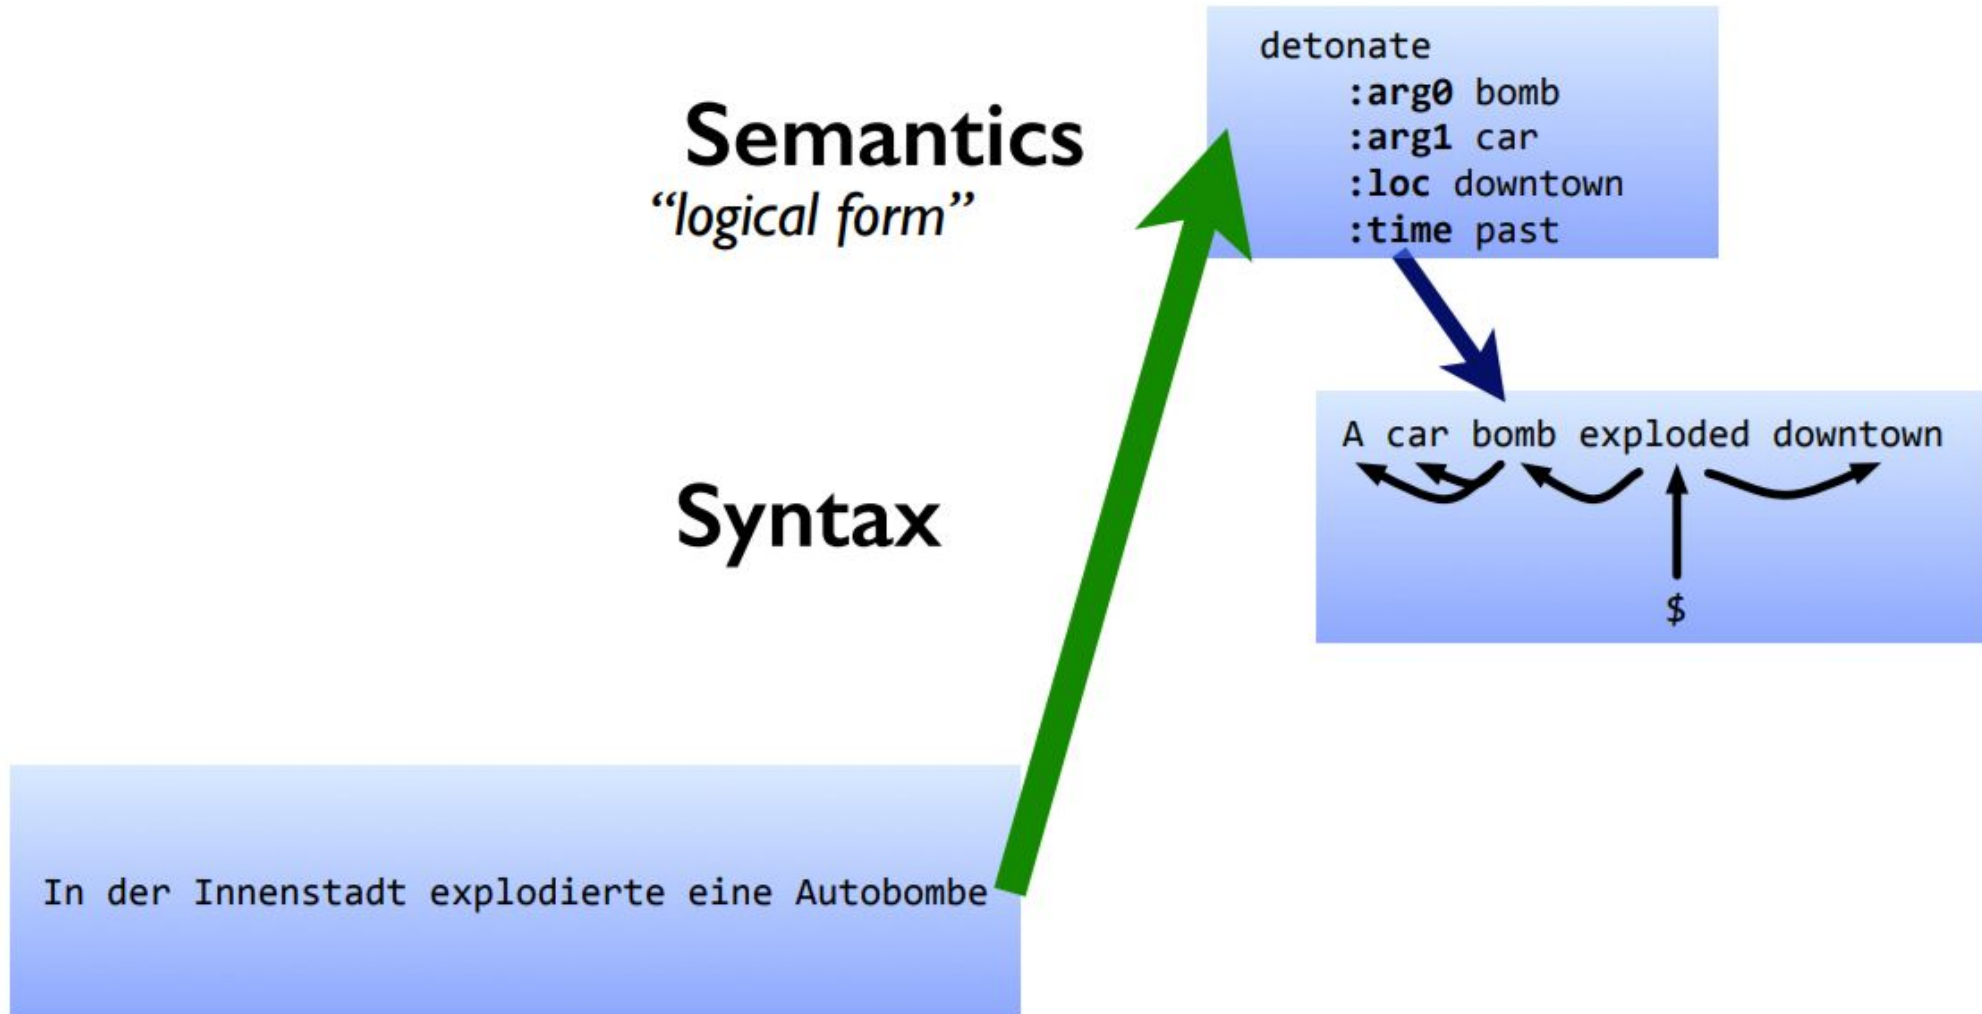 Semantics
“logical form”
detonate
:arg0 bomb
:arg1 car
:loc downtown
:time past
Syntax
A car bomb exploded downtown
$
In der Innenstadt explodierte eine Autobombe